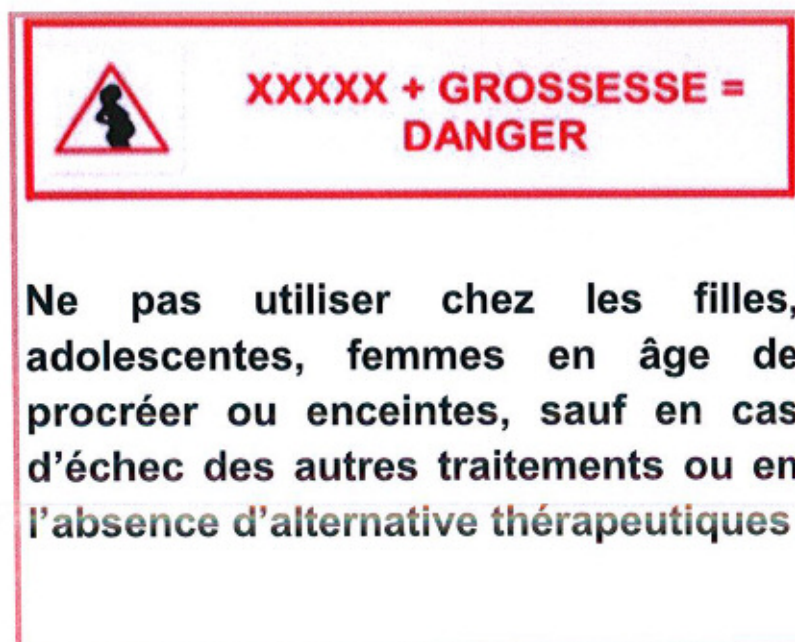 XXXXX + GROSSESSE =
DANGER
Ne pas utiliser chez les filles,
adolescentes, femmes en âge de
procréer ou enceintes, sauf en cas
d'échec des autres traitements ou en
l'absence d'alternative thérapeutiques